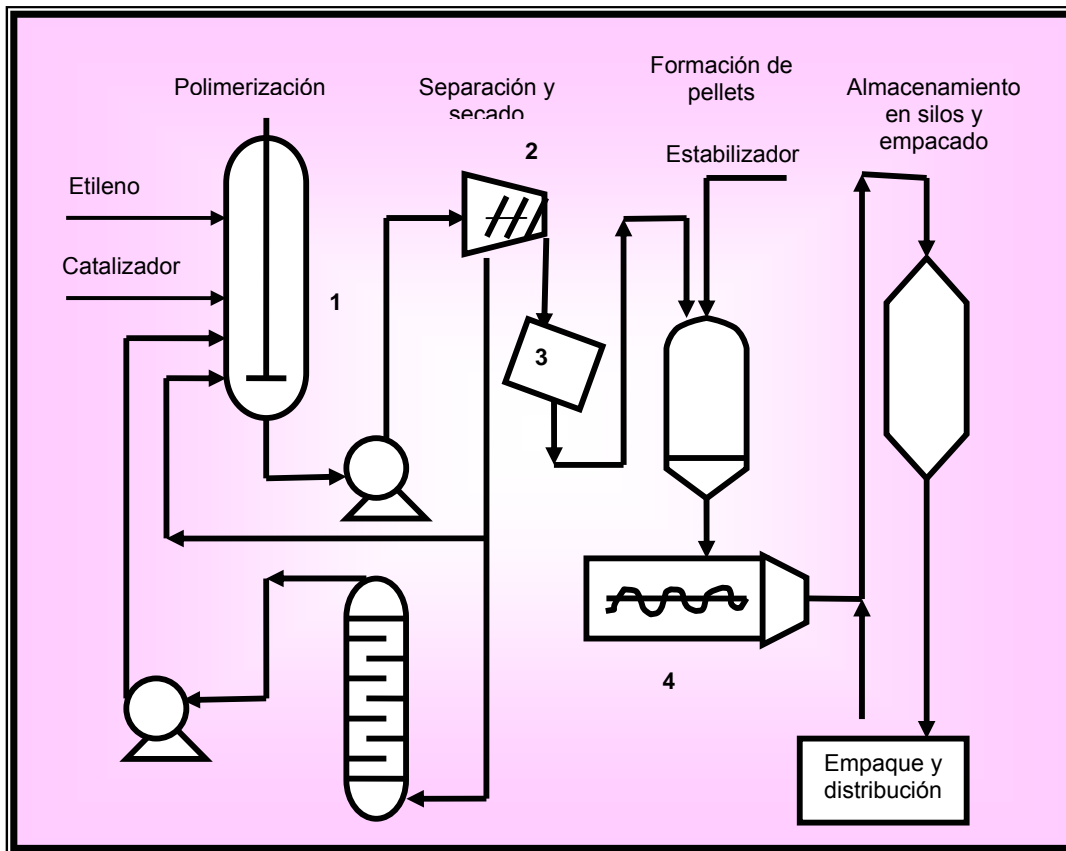 Polimerización
Separación y
secado
2
Formación de
pellets
Almacenamiento
en silos y
empacado
Estabilizador
Etileno
Catalizador
1
3
4
Empaque y
distribución